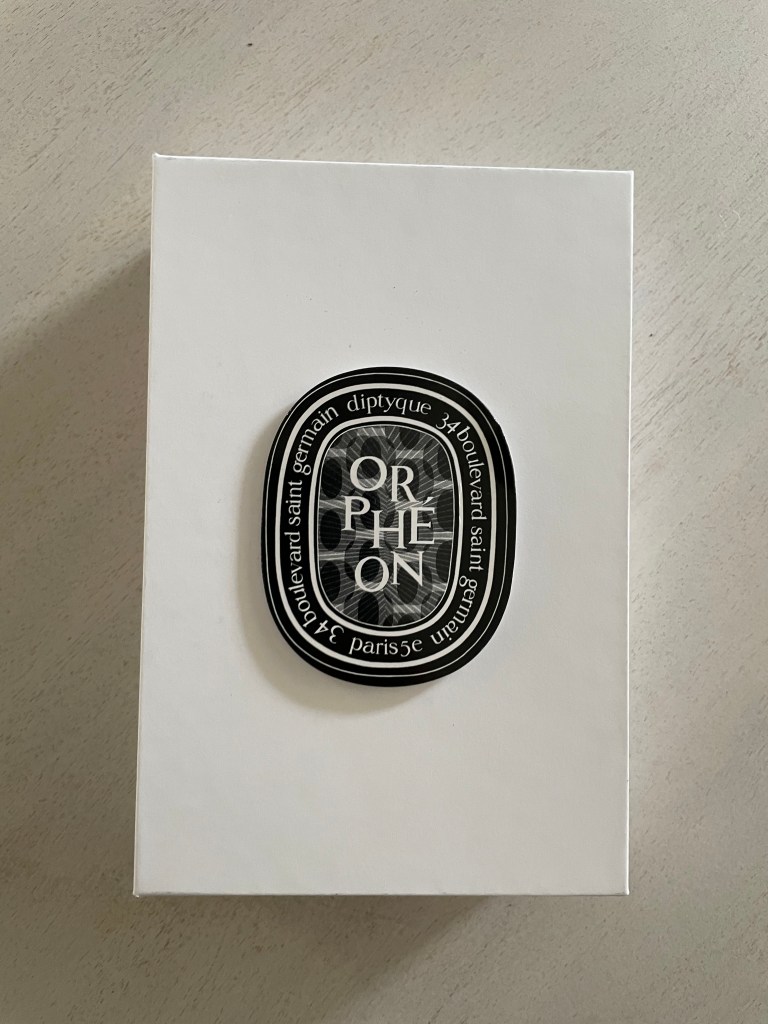 diptyque 34 boulevard saint germain
paris 5e
34 boulevard saint germain
OR
PHÉ
ON